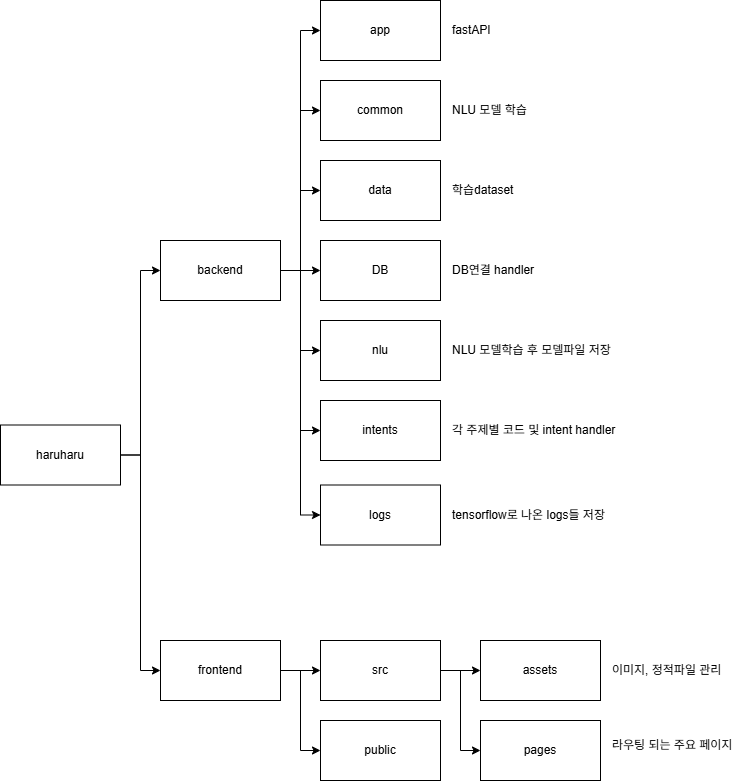 app fastAPI
common NLU 모델 학습
data 학습dataset
backend DB DB연결 handler
nlu NLU 모델학습 후 모델파일 저장
intents 각 주제별 코드 및 intent handler
haruharu
logs tensorflow로 나온 logs들 저장
frontend src assets 이미지, 정적파일 관리
public pages 라우팅 되는 주요 페이지